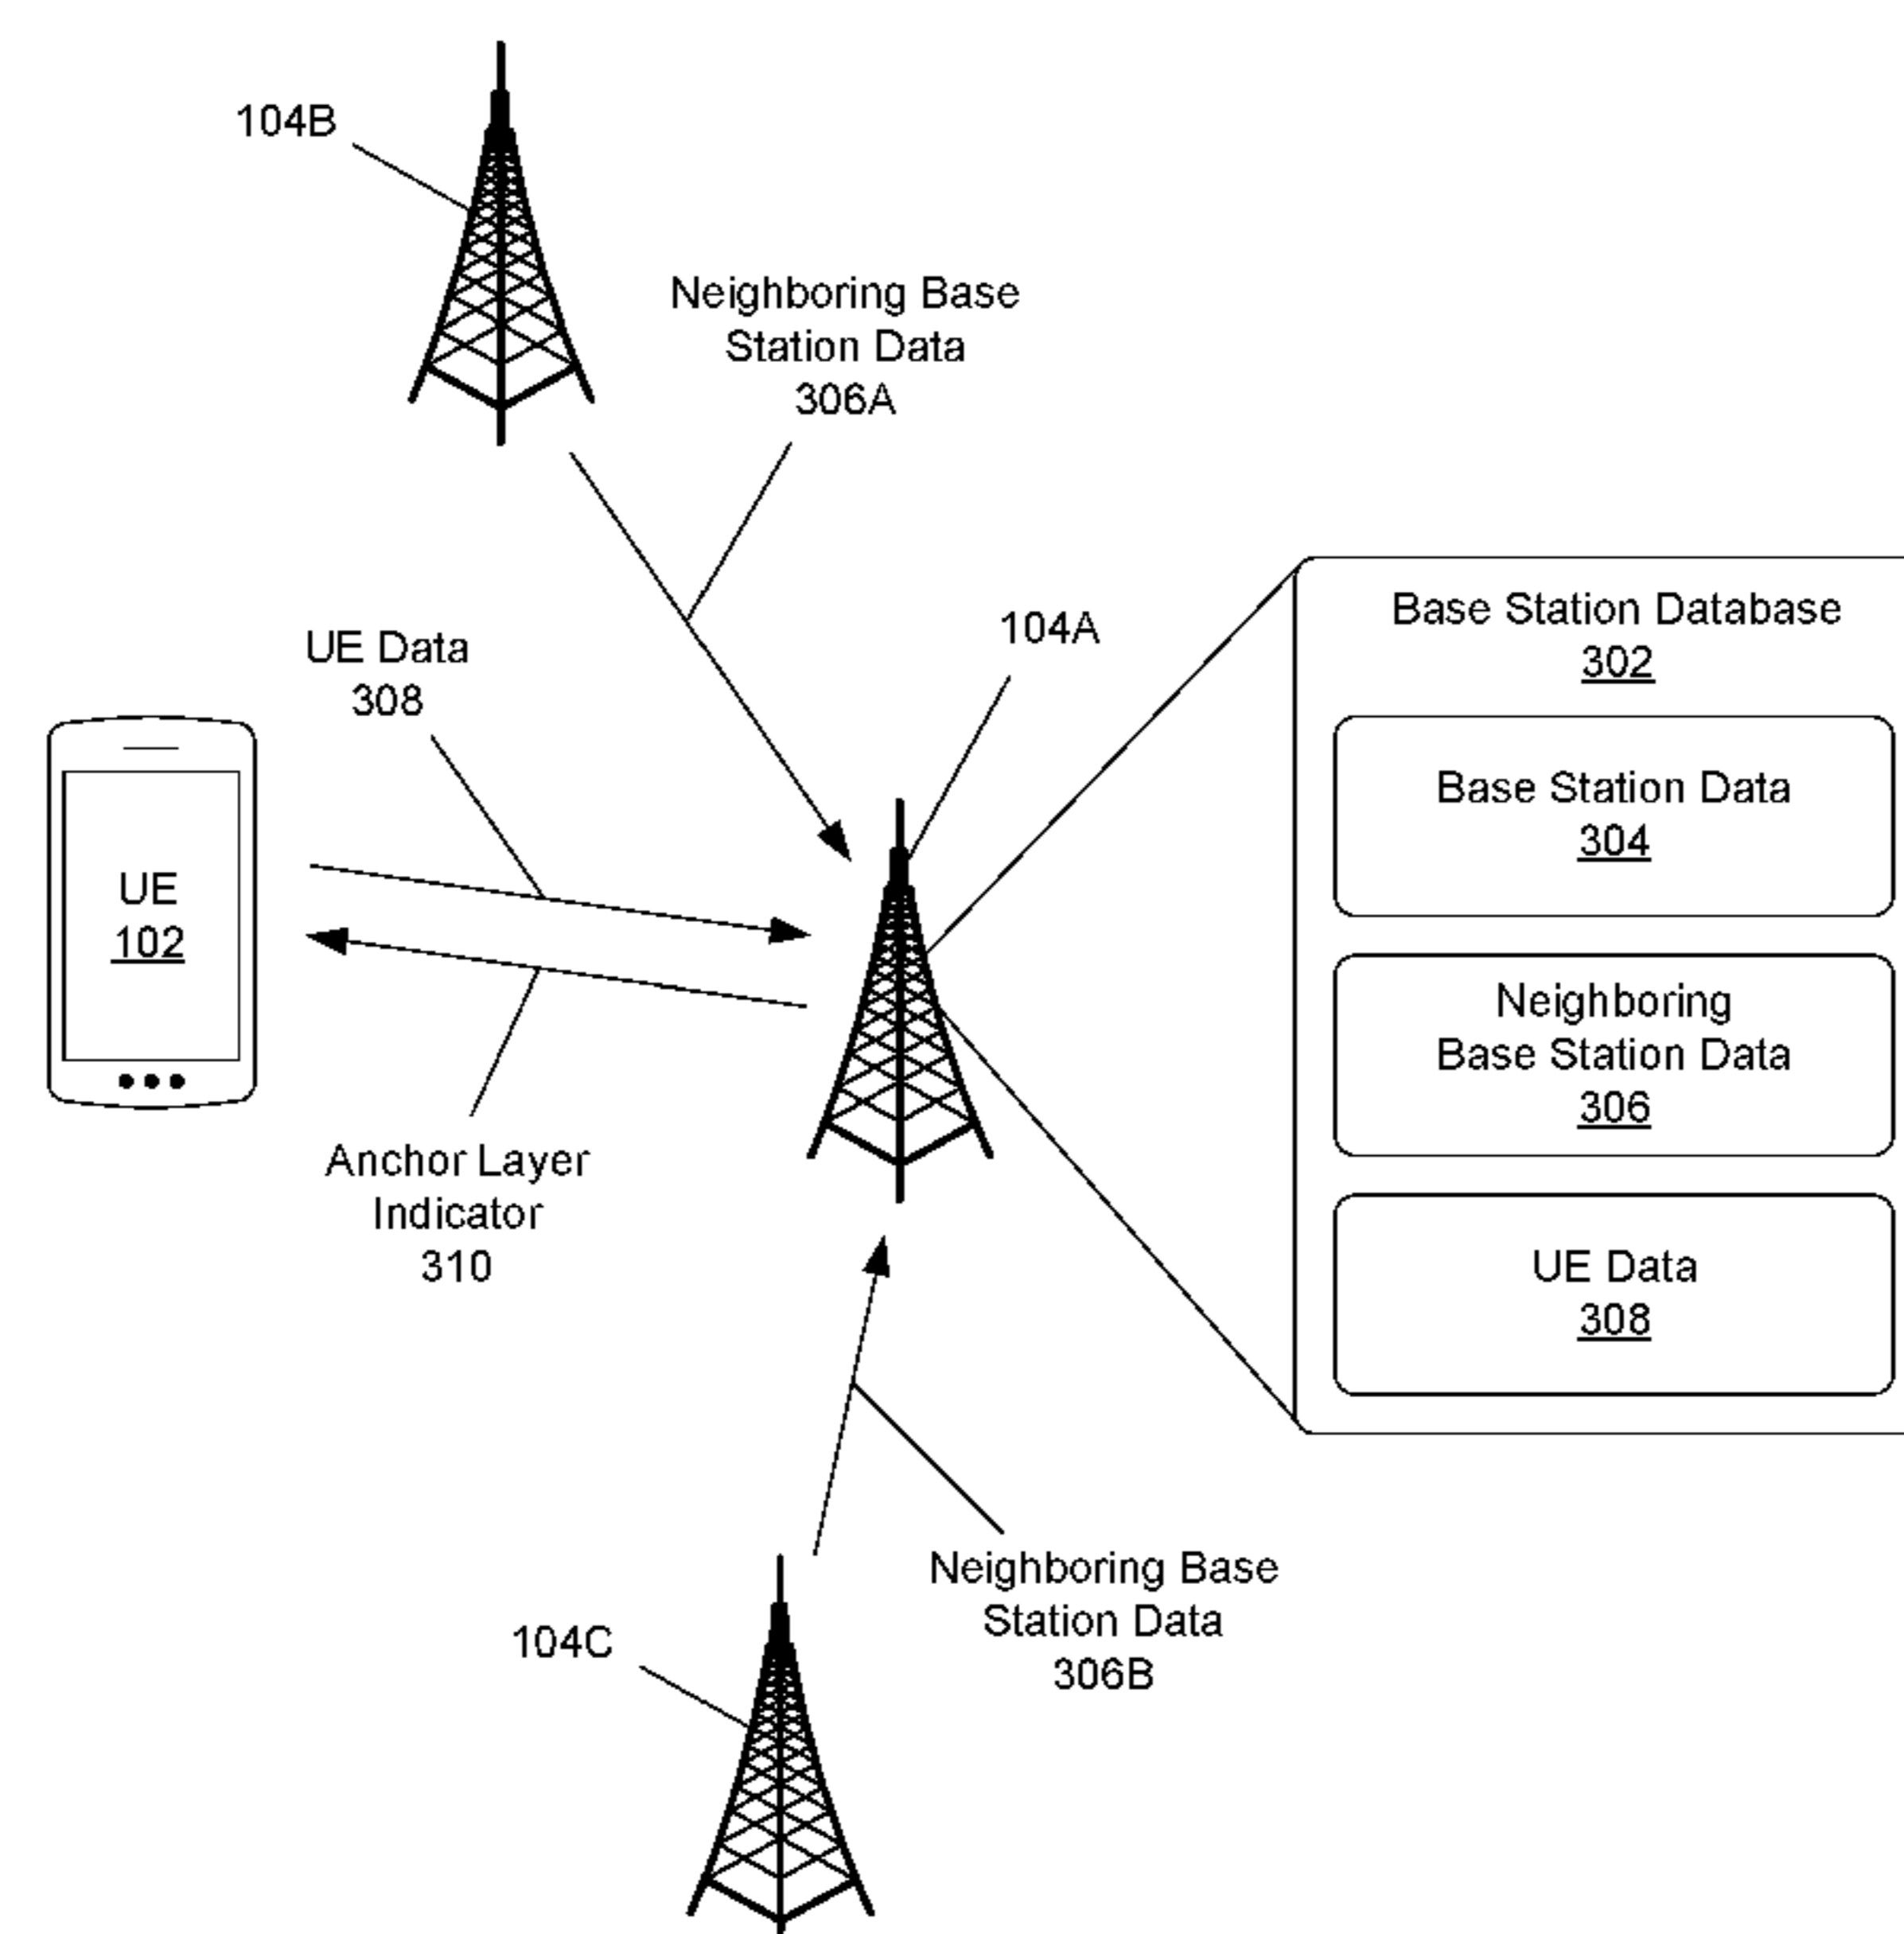 104B
Neighboring Base
Station Data
306A
UE Data
308
104A
UE
102
Anchor Layer
Indicator
310
Base Station Database
302
Base Station Data
304
Neighboring
Base Station Data
306
UE Data
308
104C
Neighboring Base
Station Data
306B